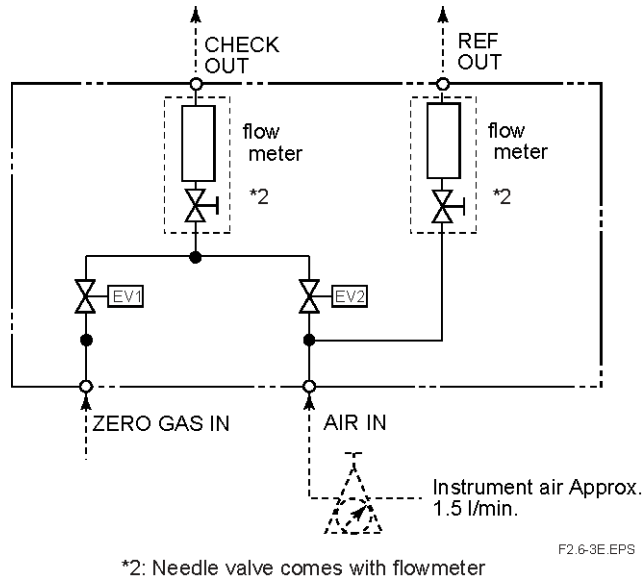 CHECK
OUT
REF
OUT
flow
meter
*2
flow
meter
*2
EV1
EV2
ZERO GAS IN
AIR IN
Instrument air Approx.
1.5 l/min.
F2.6-3E.EPS
*2: Needle valve comes with flowmeter